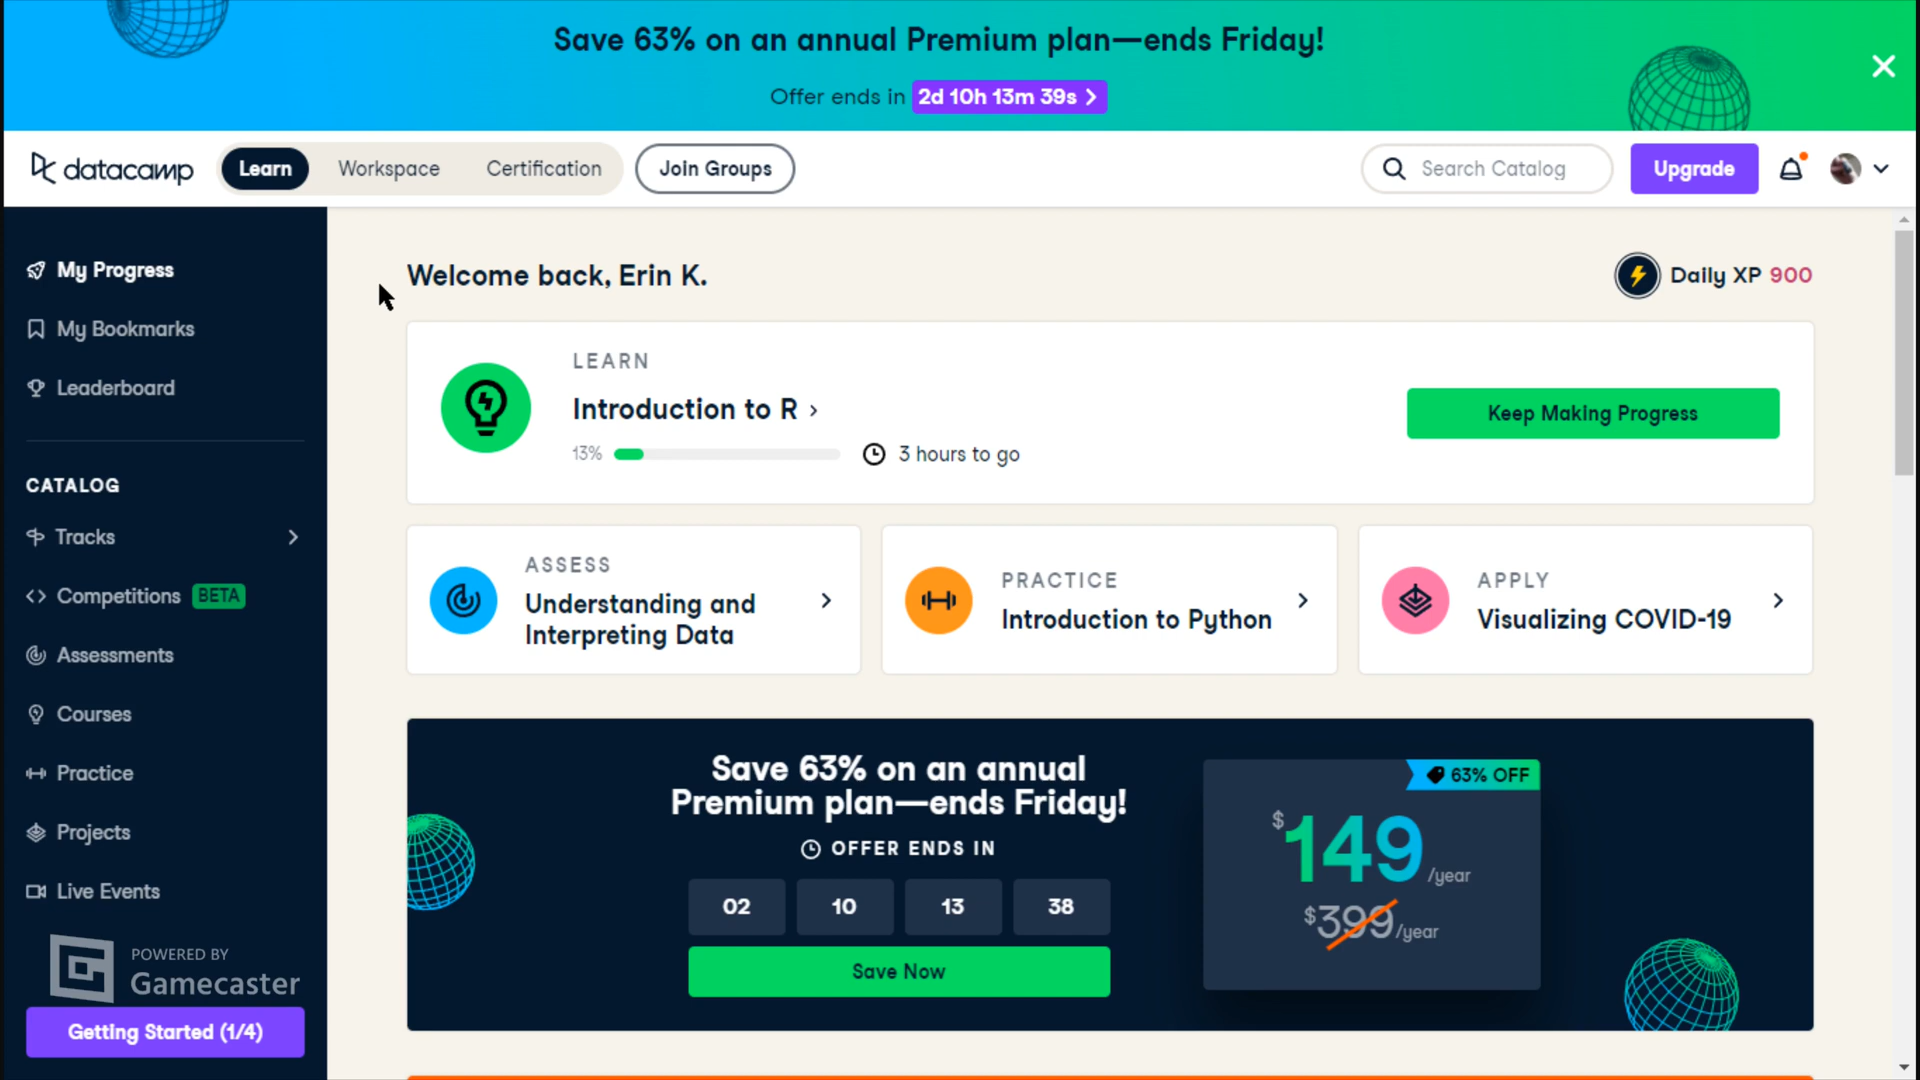 Save 63% on an annual Premium plan—ends Friday!
Offer ends in 2d 10h 13m 39s
datacamp
Learn
Workspace
Certification
Join Groups
Search Catalog
Upgrade
My Progress
My Bookmarks
Leaderboard
CATALOG
Tracks
Competitions BETA
Assessments
Courses
Practice
Projects
Live Events
POWERED BY
Gamecaster
Getting Started (1/4)
Welcome back, Erin K.
Daily XP 900
LEARN
Introduction to R
13%
3 hours to go
Keep Making Progress
ASSESS
Understanding and
Interpreting Data
PRACTICE
Introduction to Python
APPLY
Visualizing COVID-19
Save 63% on an annual
Premium plan—ends Friday!
OFFER ENDS IN
02 10 13 38
Save Now
63% OFF
$149/year
$399/year